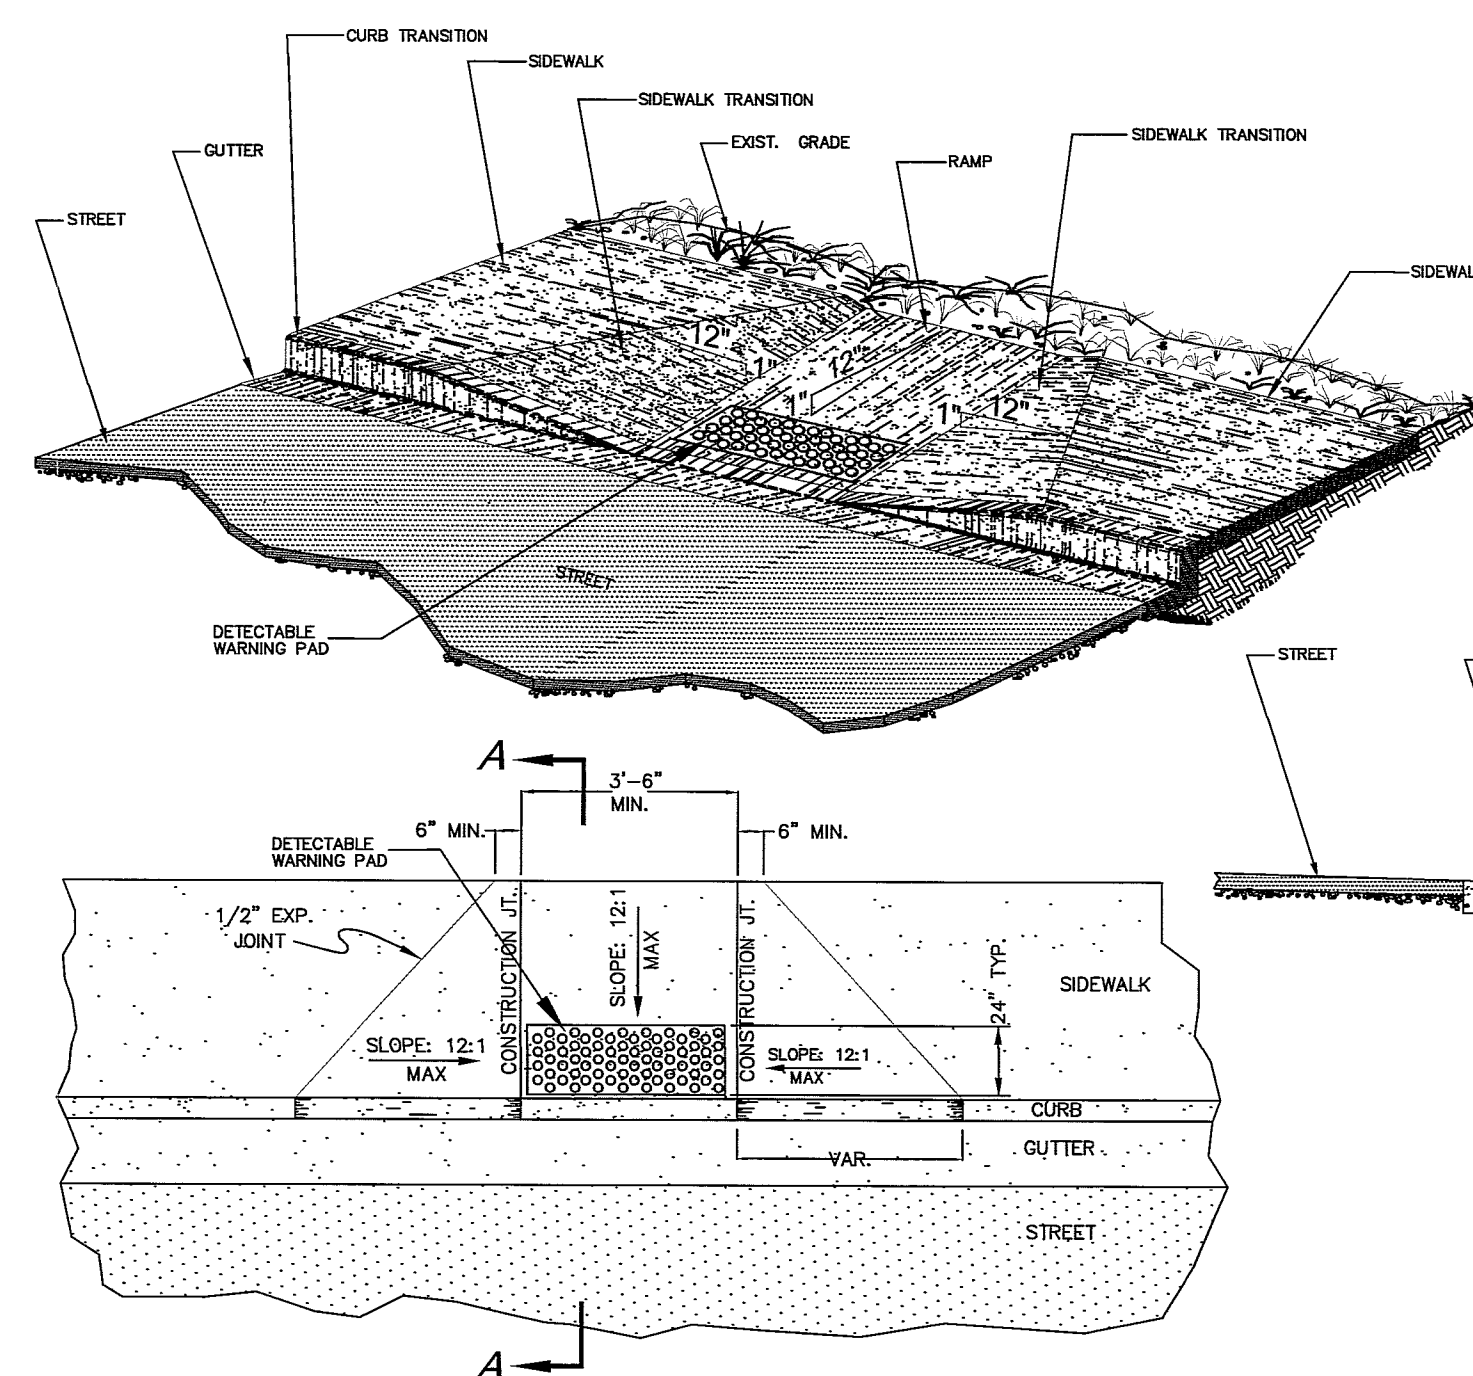 CURB TRANSITION
SIDEWALK
SIDEWALK TRANSITION
EXIST. GRADE
SIDEWALK TRANSITION
GUTTER
RAMP
STREET
SIDEWAL
12"
1"
12"
1"
1"
12"
STREET
DETECTABLE
WARNING PAD
STREET
A
3'-6"
MIN.
6" MIN.
6" MIN.
DETECTABLE
WARNING PAD
1/2" EXP.
JOINT
CONSTRUCTION JT.
SLOPE: 12:1
MAX
CONSTRUCTION JT.
24" TYP.
SIDEWALK
SLOPE: 12:1
MAX
SLOPE: 12:1
MAX
CURB
VAR.
GUTTER
STREET
A